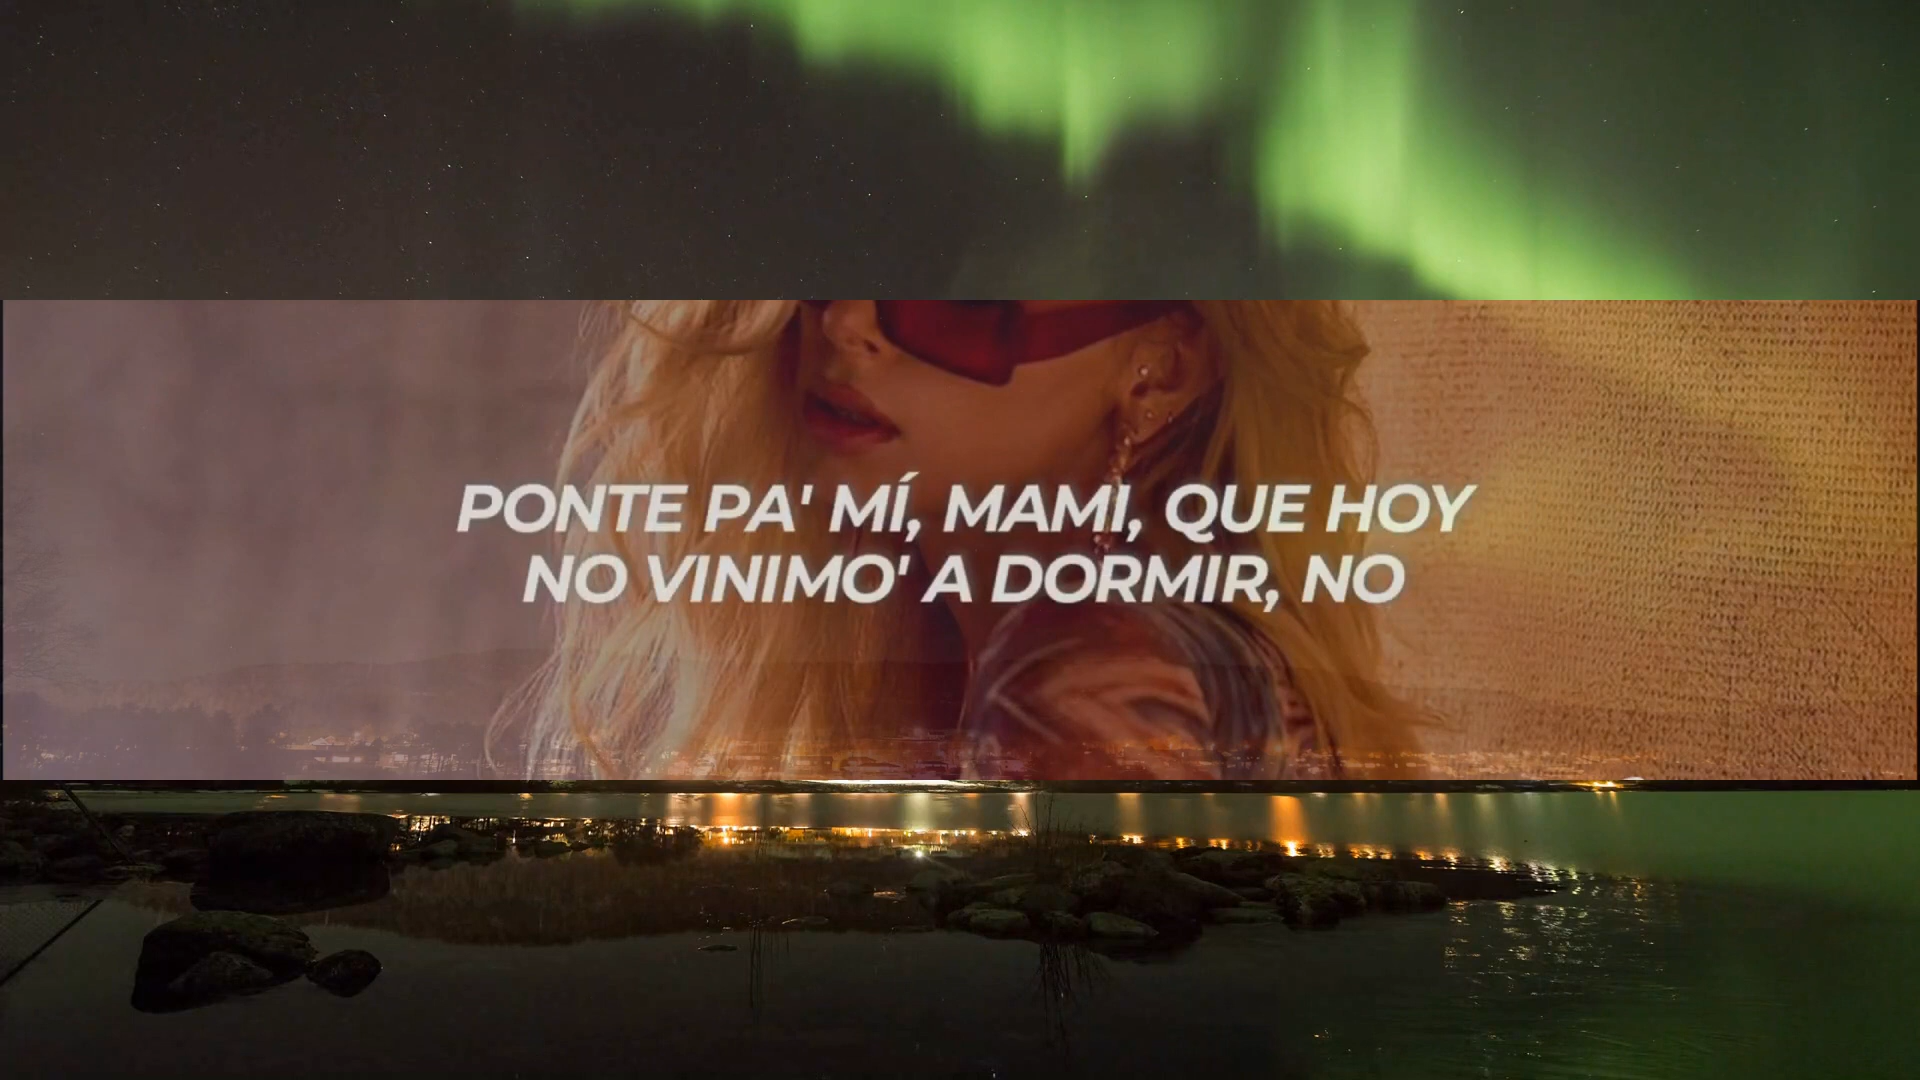 PONTE PA' MÍ, MAMI, QUE HOY
NO VINIMO' A DORMIR, NO